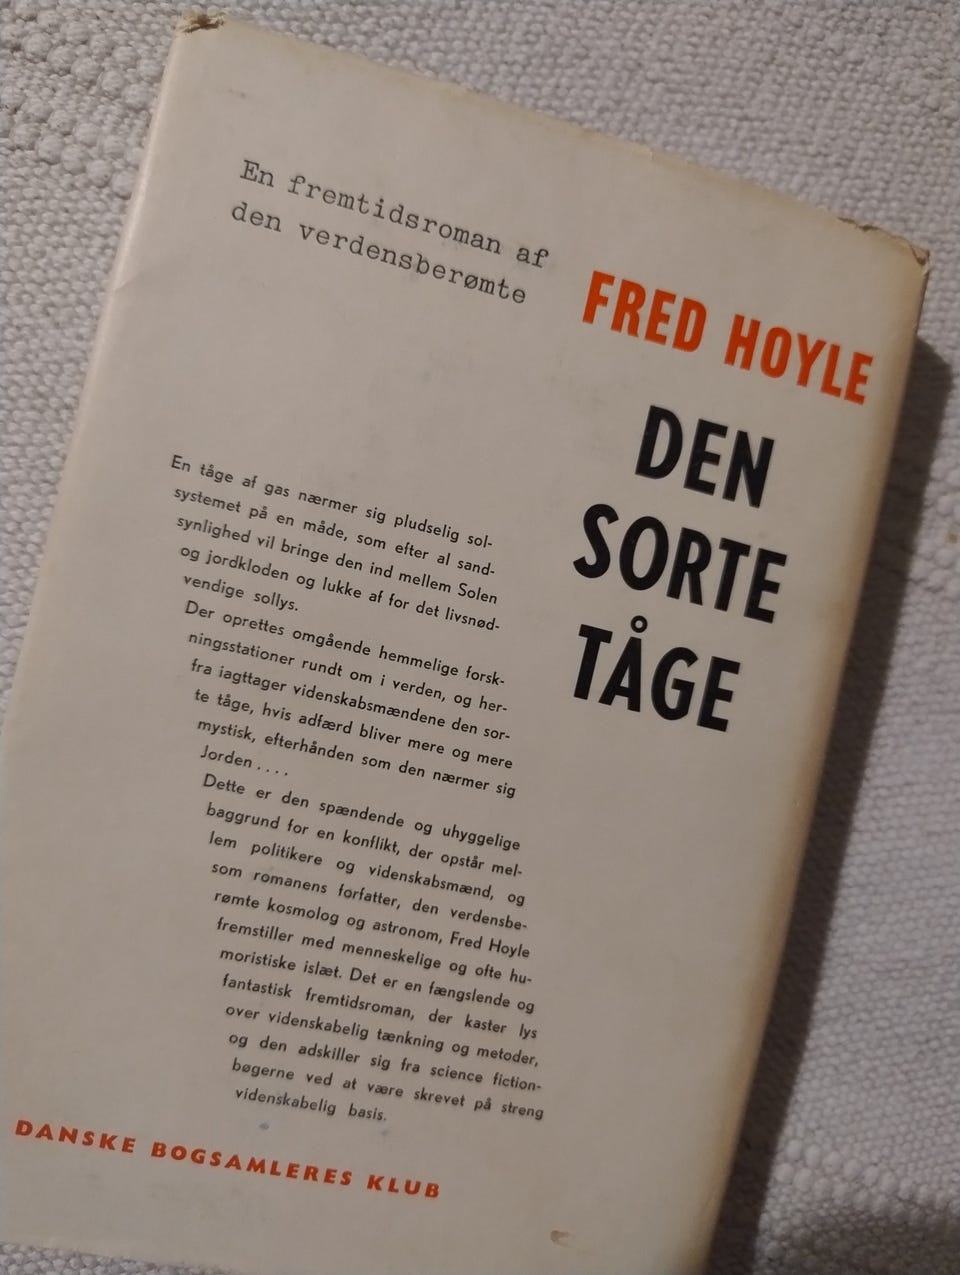 En fremtidsroman af
den verdensberømte
FRED HOYLE
DEN
SORTE
TÅGE
En tåge af gas nærmer sig pludselig sol-
systemet på en måde, som efter al sand-
synlighed vil bringe den ind mellem Solen
og jordkloden og lukke af for det livsnød-
vendige sollys.
Der oprettes omgående hemmelige forsk-
ningsstationer rundt om i verden, og her-
fra iagttager videnskabsmændene den sor-
te tåge, hvis adfærd bliver mere og mere
mystisk, efterhånden som den nærmer sig
Jorden ....
Dette er den spændende og uhyggelige
baggrund for en konflikt, der opstår mel-
lem politikere og videnskabsmænd, og
som romanens forfatter, den verdensbe-
rømte kosmolog og astronom, Fred Hoyle
fremstiller med menneskelige og ofte hu-
moristiske islæt. Det er en fængslende og
fantastisk fremtidsroman, der kaster lys
over videnskabelig tænkning og metoder,
og den adskiller sig fra science fiction-
bøgerne ved at være skrevet på streng
videnskabelig basis.
DANSKE BOGSAMLERES KLUB